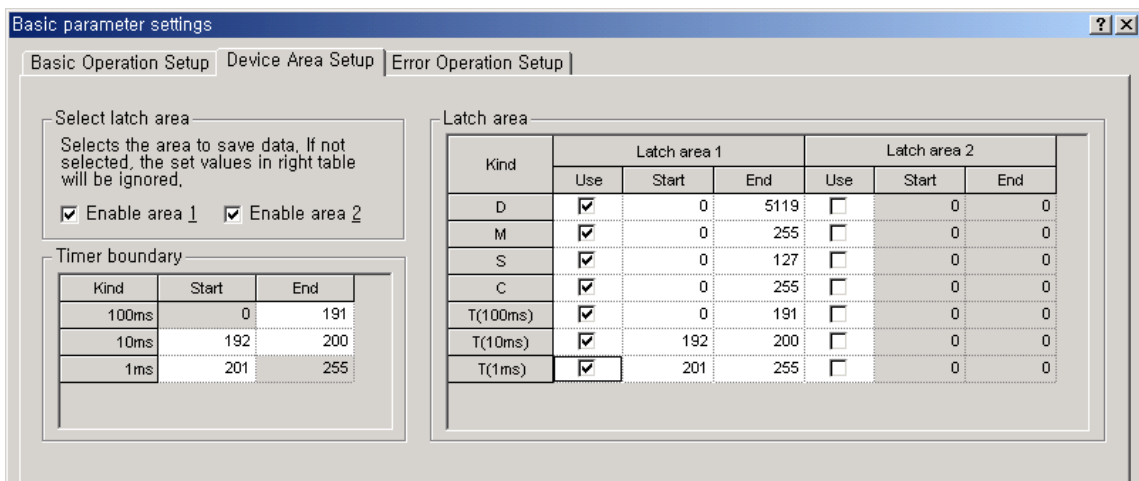 Basic parameter settings
Basic Operation Setup Device Area Setup Error Operation Setup
Select latch area
Selects the area to save data, If not
selected, the set values in right table
will be ignored,
Enable area 1 Enable area 2
Timer boundary
Kind Start End
100ms 0 191
10ms 192 200
1ms 201 255
Latch area
Kind Latch area 1 Latch area 2
Use Start End Use Start End
D 0 5119 0 0
M 0 255 0 0
S 0 127 0 0
C 0 255 0 0
T(100ms) 0 191 0 0
T(10ms) 192 200 0 0
T(1ms) 201 255 0 0